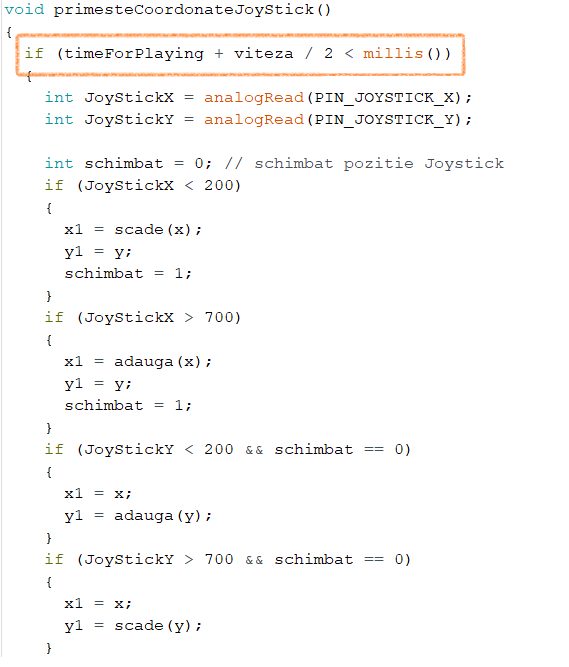 void primesteCoordonateJoyStick()
{
if (timeForPlaying + viteza / 2 < millis())
{
int JoyStickX = analogRead(PIN_JOYSTICK_X);
int JoyStickY = analogRead(PIN_JOYSTICK_Y);
int schimbat = 0; // schimbat pozitie Joystick
if (JoyStickX < 200)
{
x1 = scade(x);
y1 = y;
schimbat = 1;
}
if (JoyStickX > 700)
{
x1 = adauga(x);
y1 = y;
schimbat = 1;
}
if (JoyStickY < 200 && schimbat == 0)
{
x1 = x;
y1 = adauga(y);
}
if (JoyStickY > 700 && schimbat == 0)
{
x1 = x;
y1 = scade(y);
}